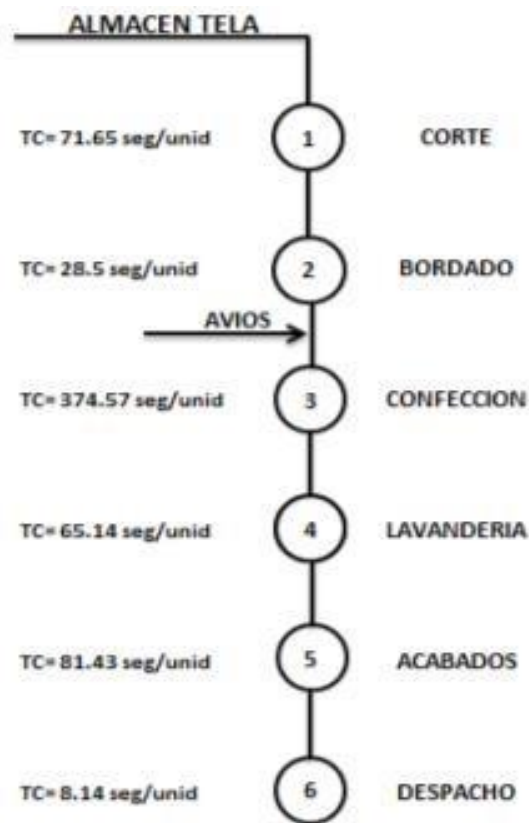 ALMACEN TELA
TC= 71.65 seg/unid 1 CORTE
TC= 28.5 seg/unid 2 BORDADO
AVIOS
TC= 374.57 seg/unid 3 CONFECCION
TC= 65.14 seg/unid 4 LAVANDERIA
TC= 81.43 seg/unid 5 ACABADOS
TC= 8.14 seg/unid 6 DESPACHO